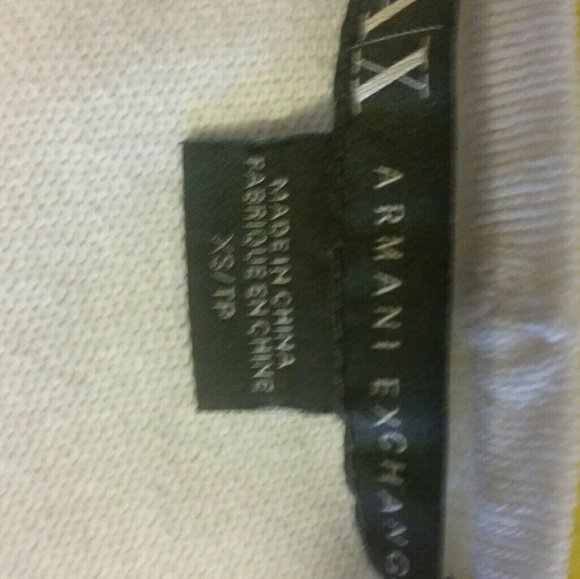 A|X
ARMANI EXCHANG
MADE IN CHINA
FABRIQUE EN CHINE
XS/TP